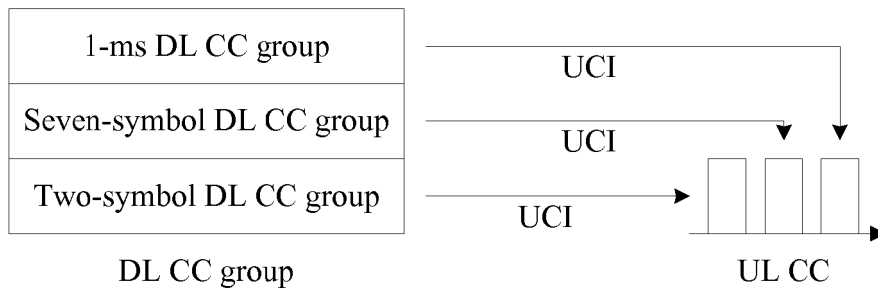 1-ms DL CC group
UCI
Seven-symbol DL CC group
UCI
Two-symbol DL CC group
UCI
DL CC group
UL CC